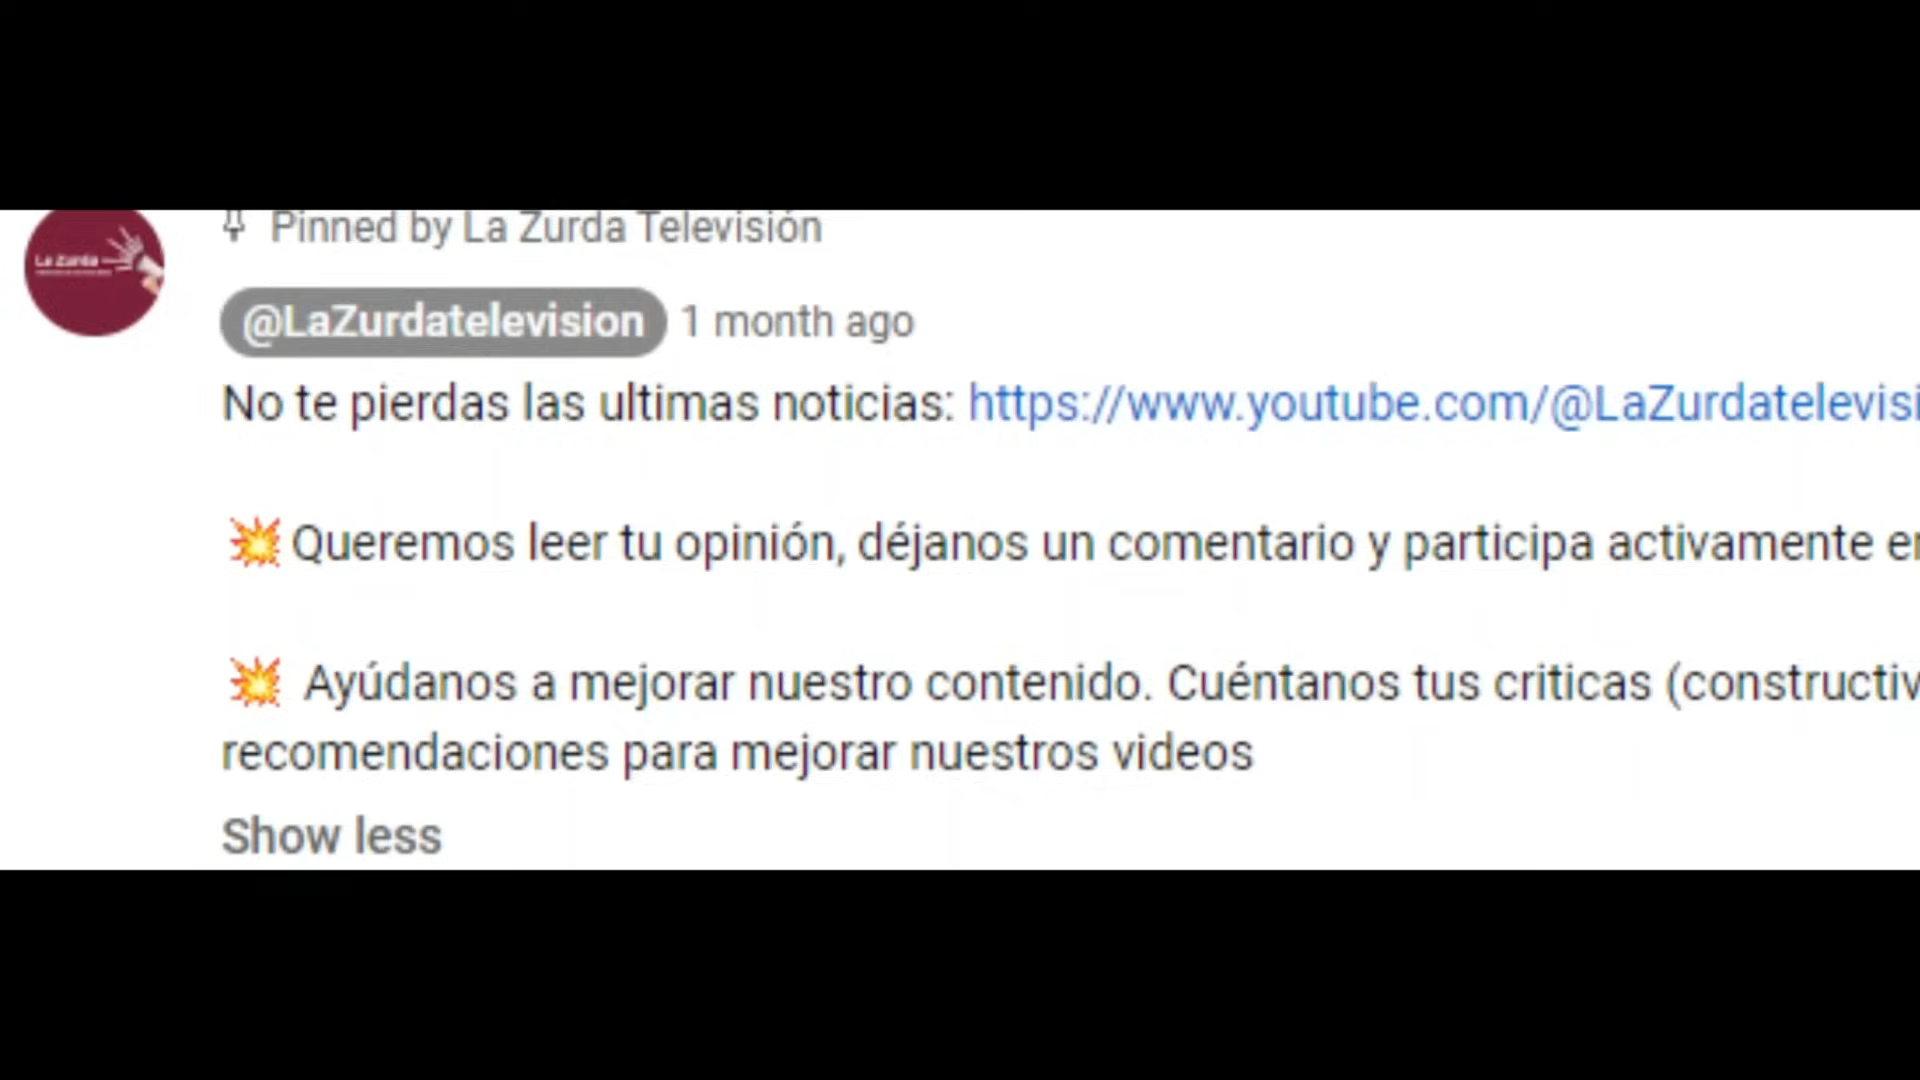 La Zurda
Pinned by La Zurda Televisión
@LaZurdatelevision 1 month ago
No te pierdas las ultimas noticias: https://www.youtube.com/@LaZurdatelevisi
💥Queremos leer tu opinión, déjanos un comentario y participa activamente
💥 Ayúdanos a mejorar nuestro contenido. Cuéntanos tus criticas (constructiv
recomendaciones para mejorar nuestros videos
Show less